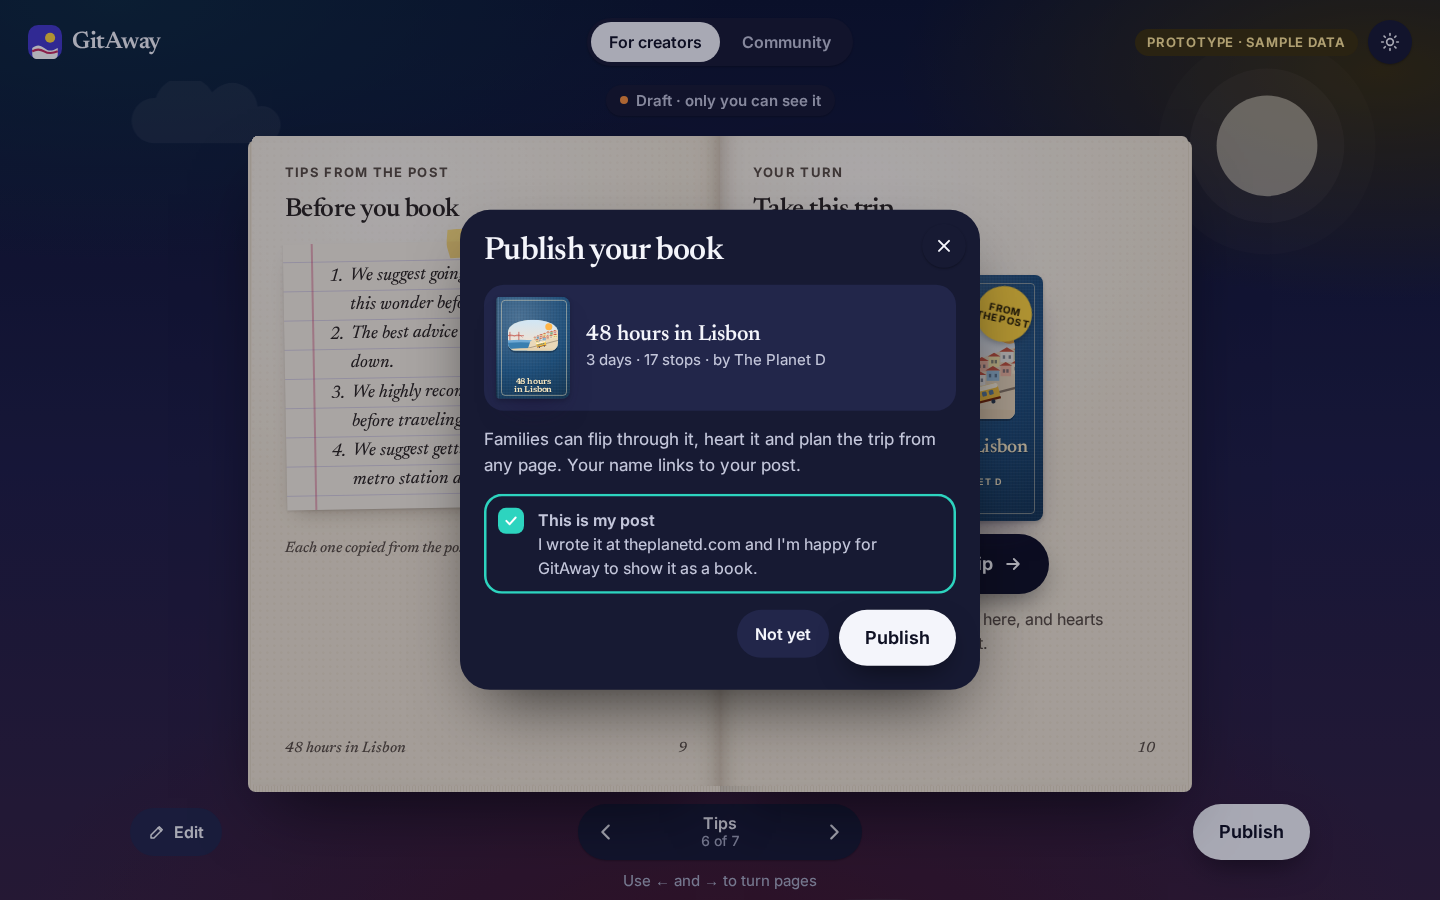 GitAway
For creators
Community
PROTOTYPE · SAMPLE DATA
Draft · only you can see it
TIPS FROM THE POST
Before you book
1. We suggest
this wonder
2. The best advice
down.
3. We highly
before traveling
4. We suggest
metro station
Each one copied from the
48 hours in Lisbon
9
YOUR TURN
Take this trip
FROM
THE POST
Lisbon
here, and hearts
10
Publish your book
48 hours
in Lisbon
48 hours in Lisbon
3 days · 17 stops · by The Planet D
Families can flip through it, heart it and plan the trip from
any page. Your name links to your post.
This is my post
I wrote it at theplanetd.com and I'm happy for
GitAway to show it as a book.
Not yet
Publish
Edit
Tips
6 of 7
Publish
Use ← and → to turn pages